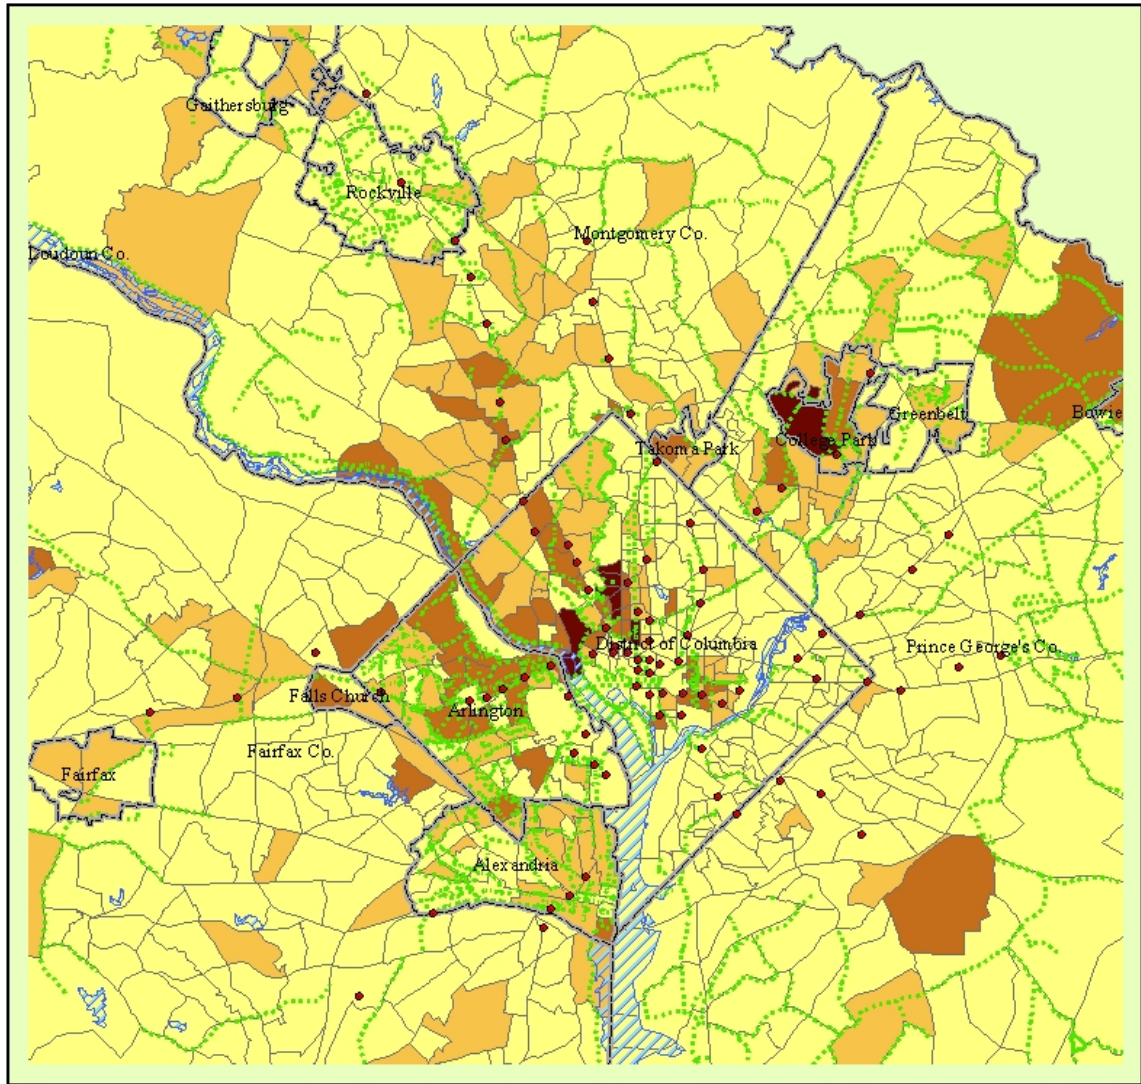 Gaithersburg
Rockville
Montgomery Co.
Loudoun Co.
Greenbelt
Bowie
College Park
Takoma Park
District of Columbia
Prince George's Co.
Falls Church
Arlington
Fairfax Co.
Fairfax
Alexandria